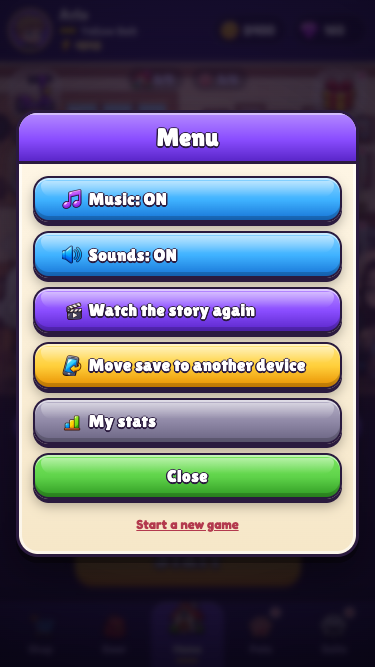 Menu
Music: ON
Sounds: ON
Watch the story again
Move save to another device
My stats
Close
Start a new game